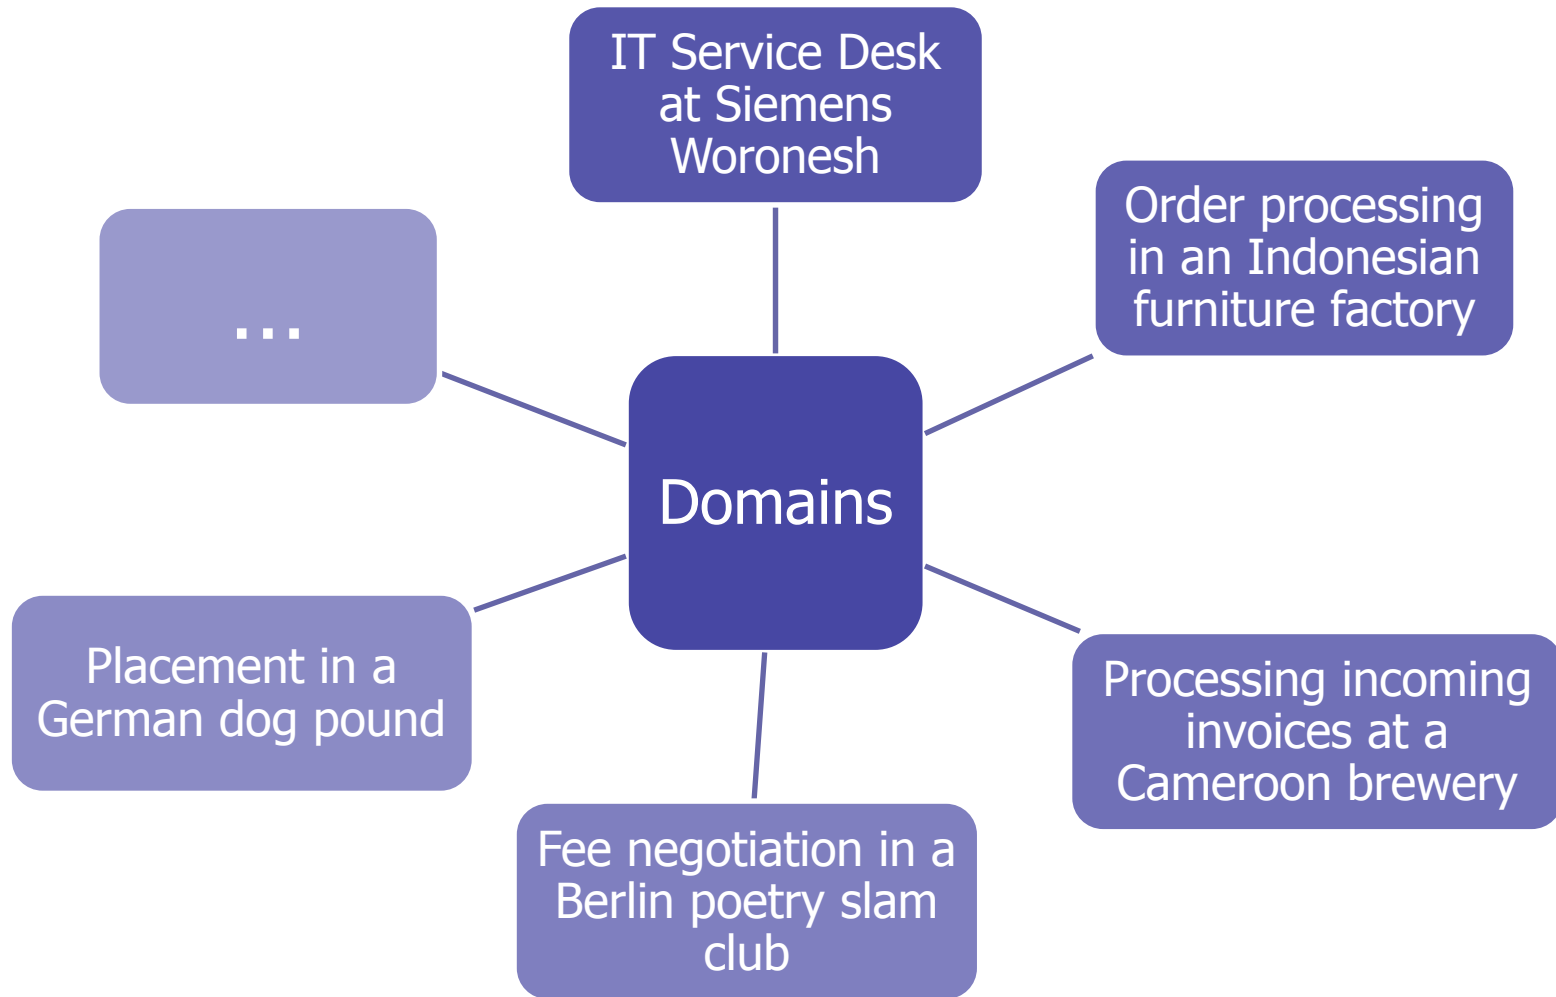 IT Service Desk
at Siemens
Woronesh
Order processing
in an Indonesian
furniture factory
...
Domains
Placement in a
German dog pound
Processing incoming
invoices at a
Cameroon brewery
Fee negotiation in a
Berlin poetry slam
club